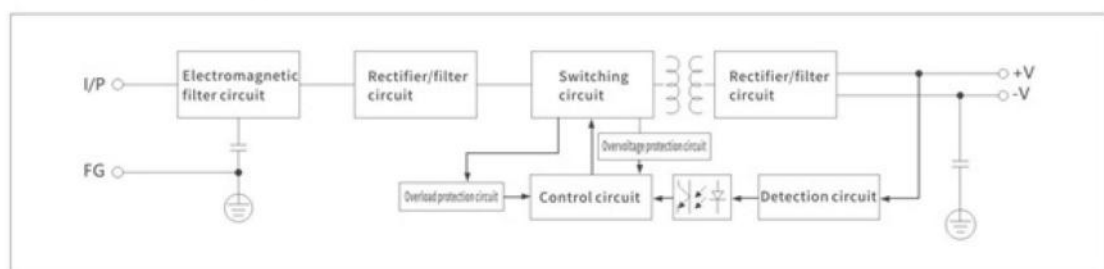 I/P
Electromagnetic
filter circuit
Rectifier/filter
circuit
Switching
circuit
Rectifier/filter
circuit
+V
-V
Overvoltage protection circuit
FG
Overload protection circuit
Control circuit
Detection circuit